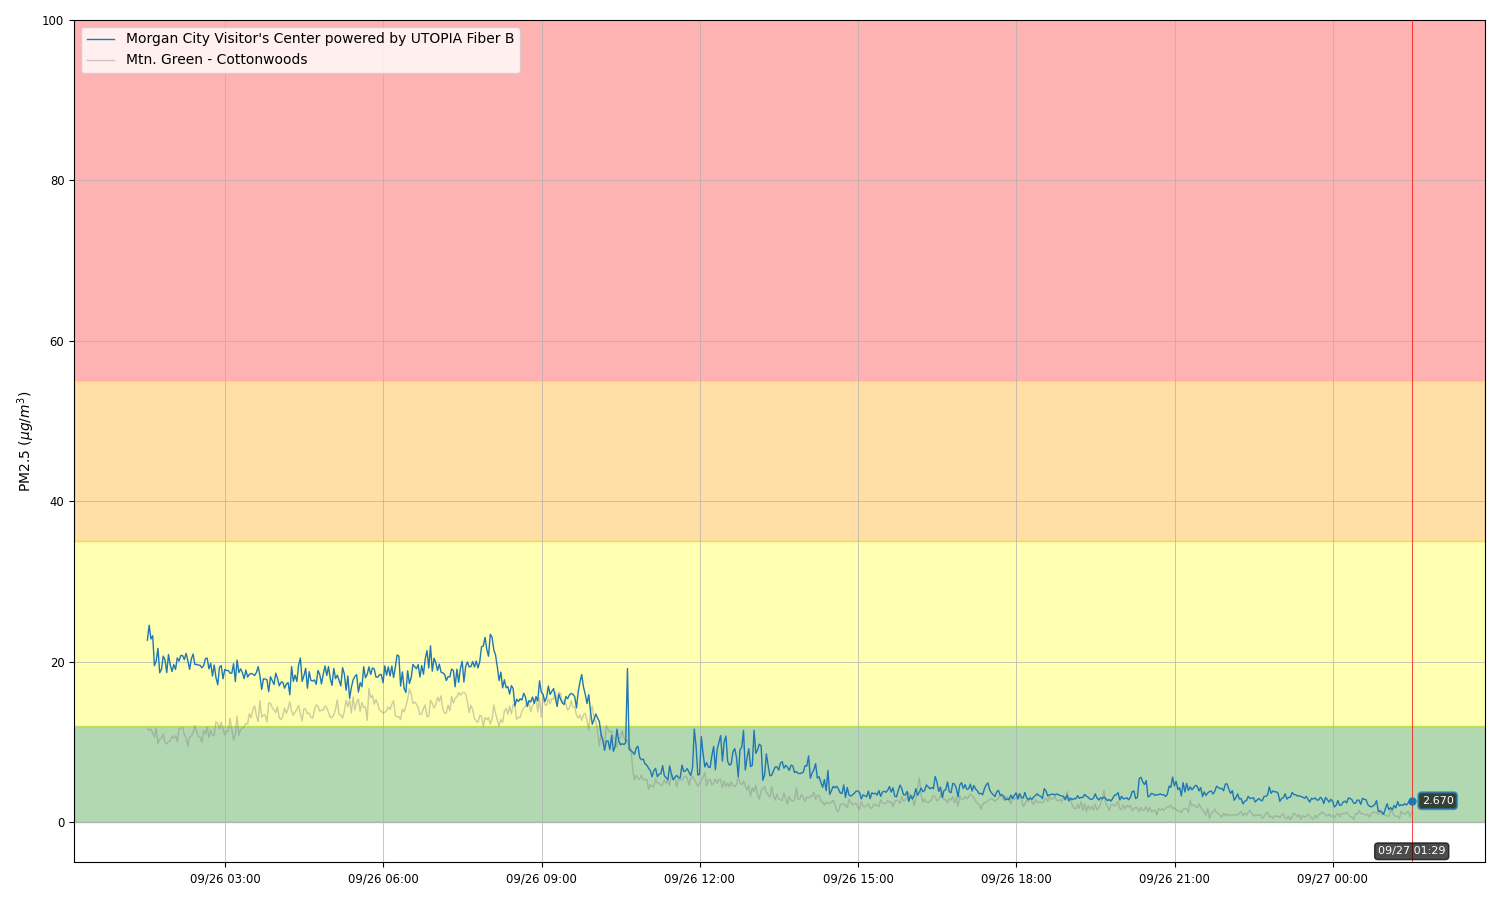 100
Morgan City Visitor's Center powered by UTOPIA Fiber B
Mtn. Green - Cottonwoods
80
60
PM2.5 (µg/m³)
40
20
0
2.670
09/27 01:29
09/26 03:00 09/26 06:00 09/26 09:00 09/26 12:00 09/26 15:00 09/26 18:00 09/26 21:00 09/27 00:00